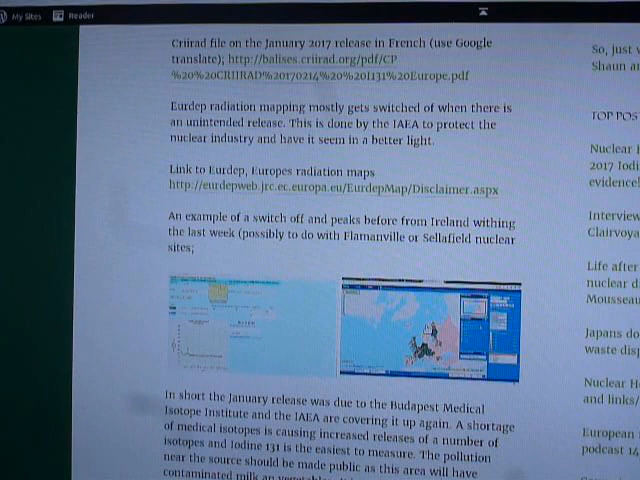 My Sites
Reader
Criirad file on the January 2017 release in French (use Google
translate); http://balises.criirad.org/pdf/CP
%20%20CRIIRAD%20170214%20%20I131%20Europe.pdf
Eurdep radiation mapping mostly gets switched of when there is
an unintended release. This is done by the IAEA to protect the
nuclear industry and have it seem in a better light.
Link to Eurdep, Europes radiation maps
http://eurdepweb.jrc.ec.europa.eu/EurdepMap/Disclaimer.aspx
An example of a switch off and peaks before from Ireland withing
the last week (possibly to do with Flamanville or Sellafield nuclear
sites;
In short the January release was due to the Budapest Medical
Isotope Institute and the IAEA are covering it up again. A shortage
of medical isotopes is causing increased releases of a number of
isotopes and Iodine 131 is the easiest to measure. The pollution
near the source should be made public as this area will have
contaminated milk an vegetables
So, just
Shaun
TOP POS
Nuclear
2017 Iodi
evidence!
Interview
Clairvoya
Life after
nuclear d
Mousseau
Japans do
waste disp
Nuclear H
and links/
European
podcast 14